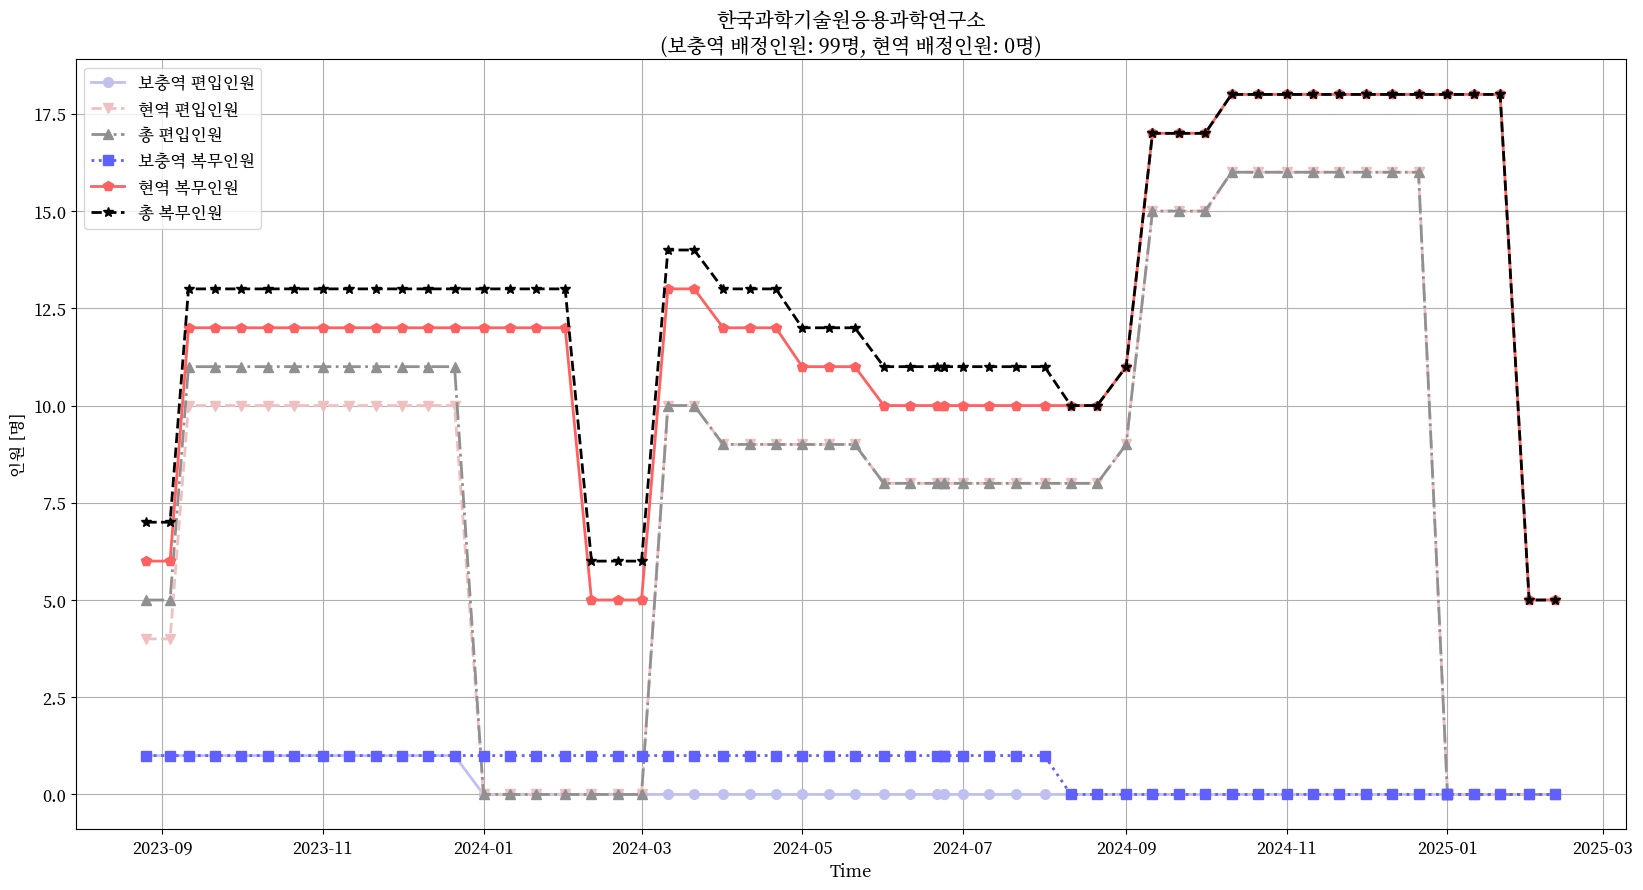 한국과학기술원응용과학연구소
(보충역 배정인원: 99명, 현역 배정인원: 0명)
보충역 편입인원
현역 편입인원
총 편입인원
보충역 복무인원
현역 복무인원
총 복무인원
17.5
15.0
12.5
10.0
7.5
5.0
2.5
0.0
인원 [명]
2023-09 2023-11 2024-01 2024-03 2024-05 2024-07 2024-09 2024-11 2025-01 2025-03
Time